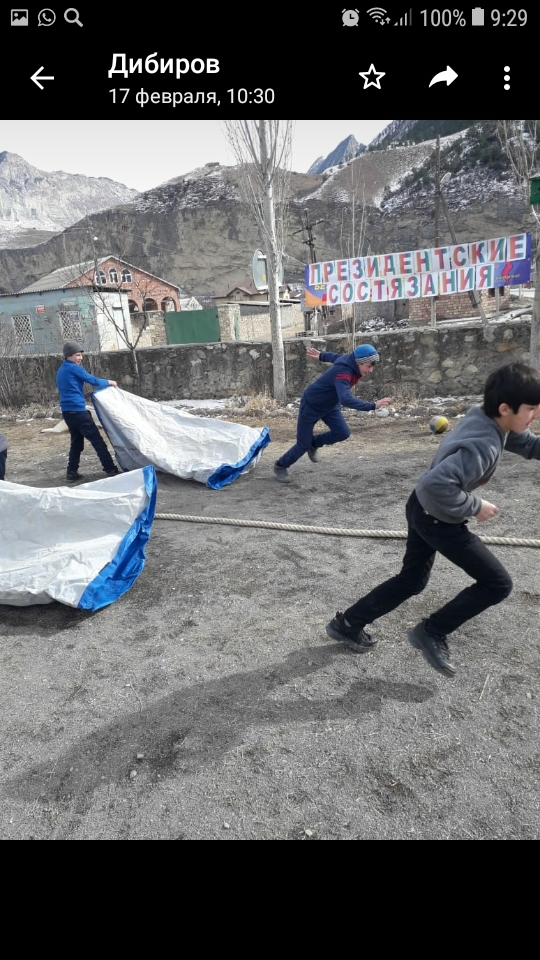 100% 9:29
Дибиров
17 февраля, 10:30
ПРЕЗИДЕНТСКИЕ
СОСТЯЗАНИЯ